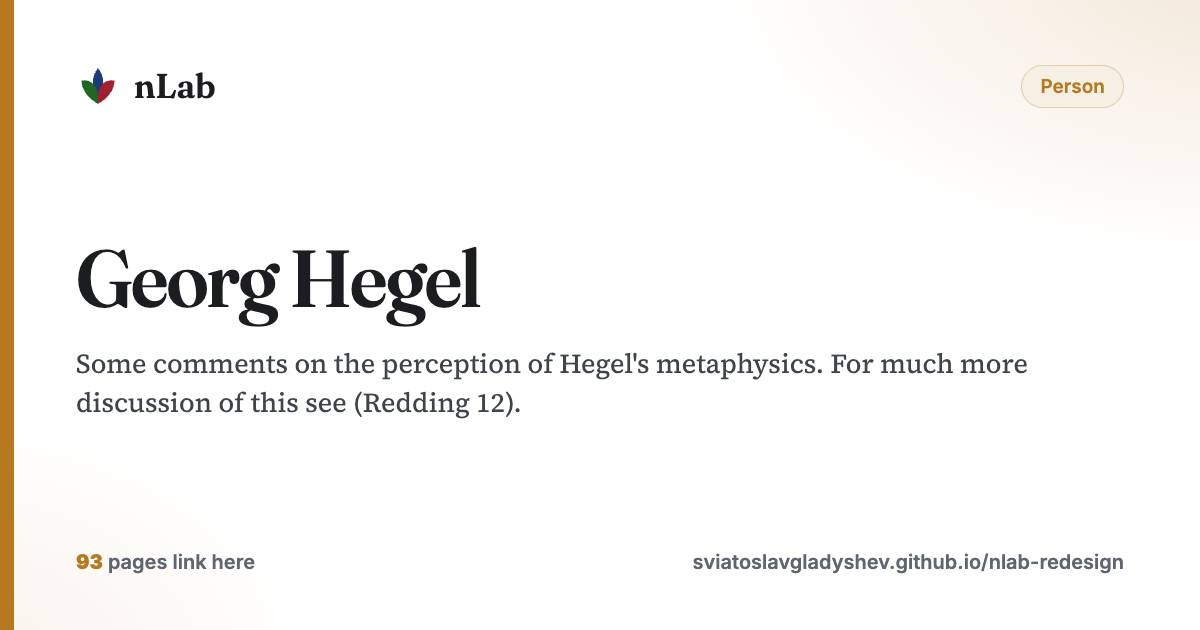 nLab
Person
Georg Hegel
Some comments on the perception of Hegel's metaphysics. For much more
discussion of this see (Redding 12).
93 pages link here
sviatoslavgladyshev.github.io/nlab-redesign